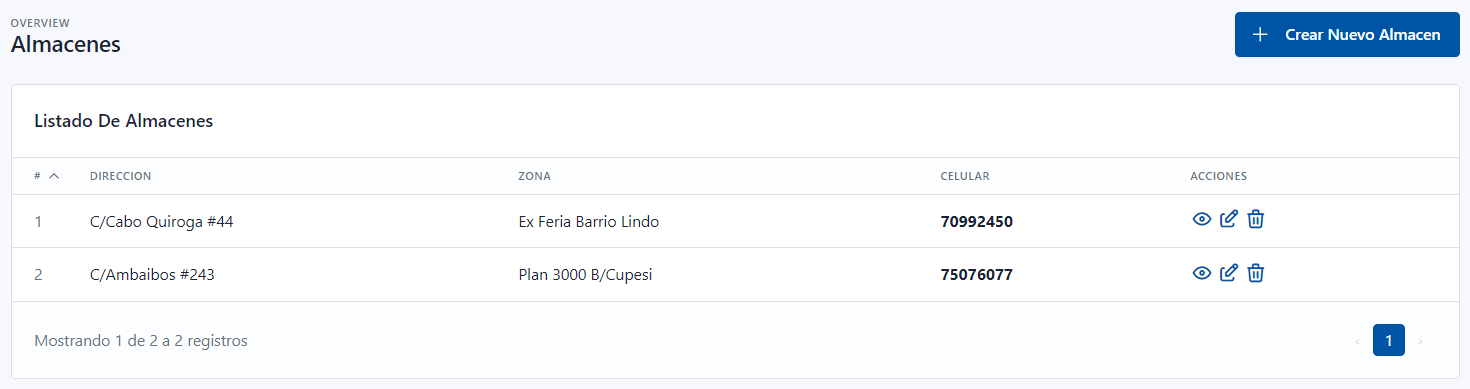 OVERVIEW
Almacenes
Crear Nuevo Almacen
Listado De Almacenes
# DIRECCION ZONA CELULAR ACCIONES
1 C/Cabo Quiroga #44 Ex Feria Barrio Lindo 70992450
2 C/Ambaibos #243 Plan 3000 B/Cupesi 75076077
Mostrando 1 de 2 a 2 registros
‹ 1 ›